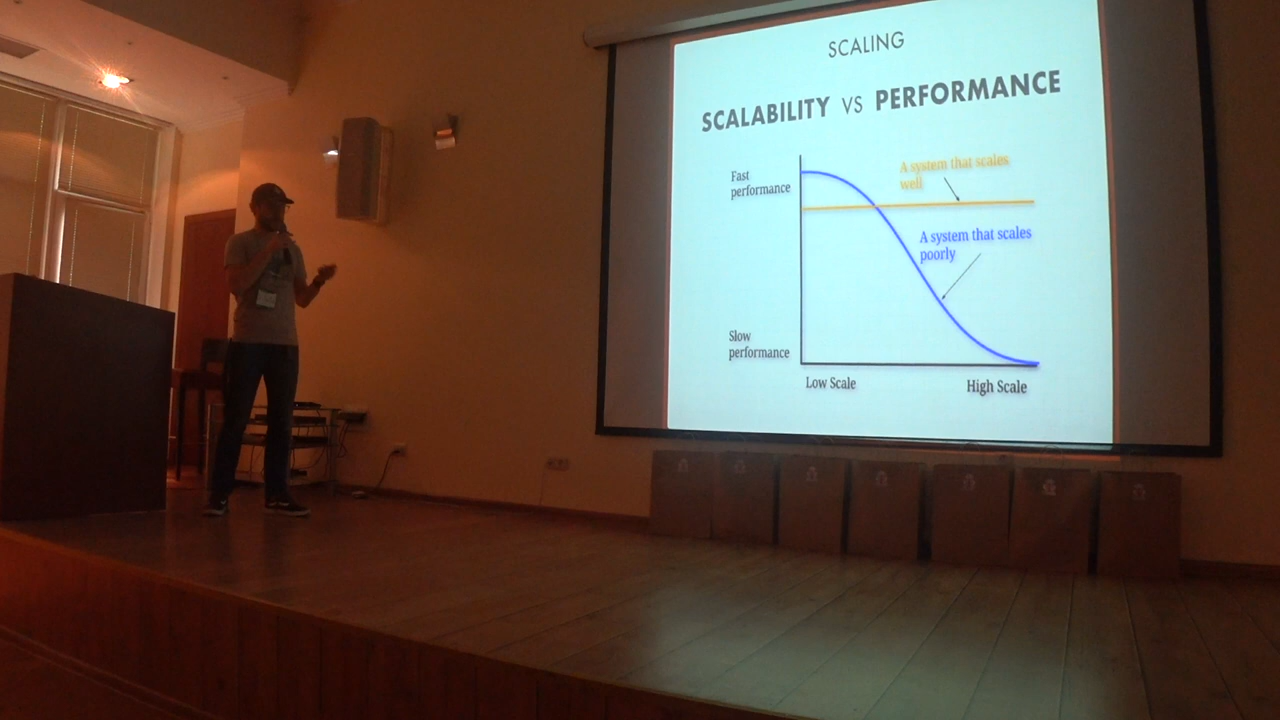 SCALING
SCALABILITY VS PERFORMANCE
Fast
performance
A system that scales
well
A system that scales
poorly
Slow
performance
Low Scale
High Scale